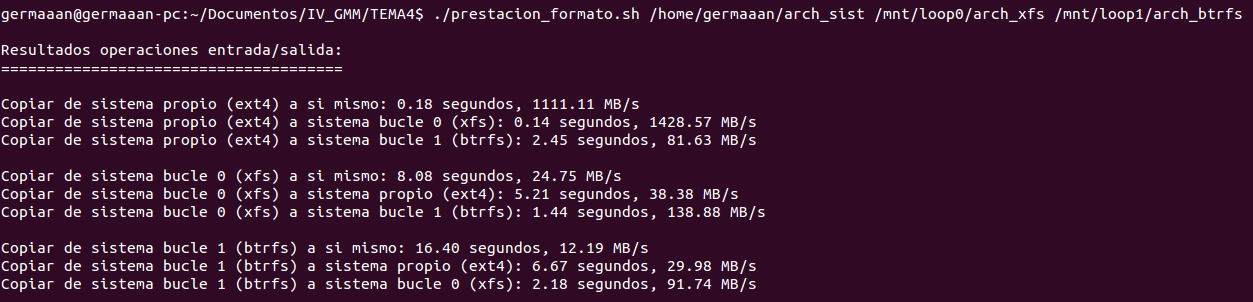 germaaan@germaaan-pc:~/Documentos/IV_GMM/TEMA4$ ./prestacion_formato.sh /home/germaaan/arch_sist /mnt/loop0/arch_xfs /mnt/loop1/arch_btrfs
Resultados operaciones entrada/salida:
======================================
Copiar de sistema propio (ext4) a si mismo: 0.18 segundos, 1111.11 MB/s
Copiar de sistema propio (ext4) a sistema bucle 0 (xfs): 0.14 segundos, 1428.57 MB/s
Copiar de sistema propio (ext4) a sistema bucle 1 (btrfs): 2.45 segundos, 81.63 MB/s
Copiar de sistema bucle 0 (xfs) a si mismo: 8.08 segundos, 24.75 MB/s
Copiar de sistema bucle 0 (xfs) a sistema propio (ext4): 5.21 segundos, 38.38 MB/s
Copiar de sistema bucle 0 (xfs) a sistema bucle 1 (btrfs): 1.44 segundos, 138.88 MB/s
Copiar de sistema bucle 1 (btrfs) a si mismo: 16.40 segundos, 12.19 MB/s
Copiar de sistema bucle 1 (btrfs) a sistema propio (ext4): 6.67 segundos, 29.98 MB/s
Copiar de sistema bucle 1 (btrfs) a sistema bucle 0 (xfs): 2.18 segundos, 91.74 MB/s